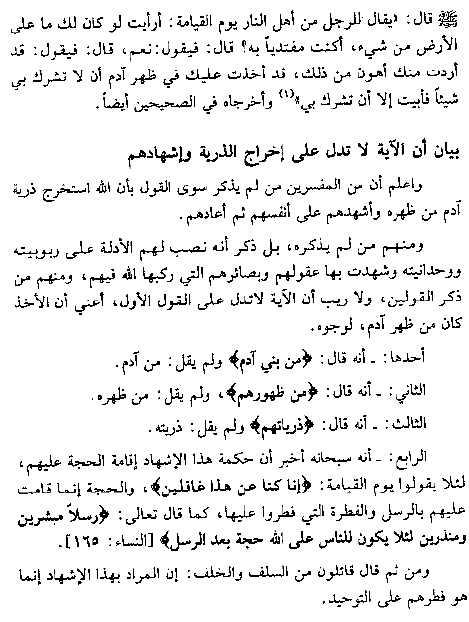 ﷺ قال: «يقال للرجل من أهل النار يوم القيامة: أرأيت لو كان لك ما على
الأرض من شيء، أكنت مفتدياً به؟ قال: فيقول: نعم، قال: فيقول: قد
أردت منك أهون من ذلك، قد أخذت عليك في ظهر آدم أن لا تشرك بي
شيئاً فأبيت إلا أن تشرك بي»(١) وأخرجاه في الصحيحين أيضاً.
بيان أن الآية لا تدل على إخراج الذرية وإشهادهم
واعلم أن من المفسرين من لم يذكر سوى القول بأن الله استخرج ذرية
آدم من ظهره وأشهدهم على أنفسهم ثم أعادهم.
ومنهم من لم يذكره، بل ذكر أنه نصب لهم الأدلة على ربوبيته
ووحدانيته وشهدت بها عقولهم وبصائرهم التي ركبها الله فيهم، ومنهم من
ذكر القولين، ولا ريب أن الآية لاتدل على القول الأول، أعني أن الأخذ
كان من ظهر آدم، لوجوه.
أحدها: ـ أنه قال: ﴿من بني آدم﴾ ولم يقل: من آدم.
الثاني: ـ أنه قال: ﴿من ظهورهم﴾، ولم يقل: من ظهره.
الثالث: ـ أنه قال: ﴿ذرياتهم﴾ ولم يقل: ذريته.
الرابع: ـ أنه سبحانه أخبر أن حكمة هذا الإشهاد إقامة الحجة عليهم،
لئلا يقولوا يوم القيامة: ﴿إنا كنا عن هذا غافلين﴾، والحجة إنما قامت
عليهم بالرسل والفطرة التي فطروا عليها، كما قال تعالى: ﴿رسلاً مبشرين
ومنذرين لئلا يكون للناس على الله حجة بعد الرسل﴾ [النساء: ١٦٥].
ومن ثم قال قائلون من السلف والخلف: إن المراد بهذا الإشهاد إنما
هو فطرهم على التوحيد.